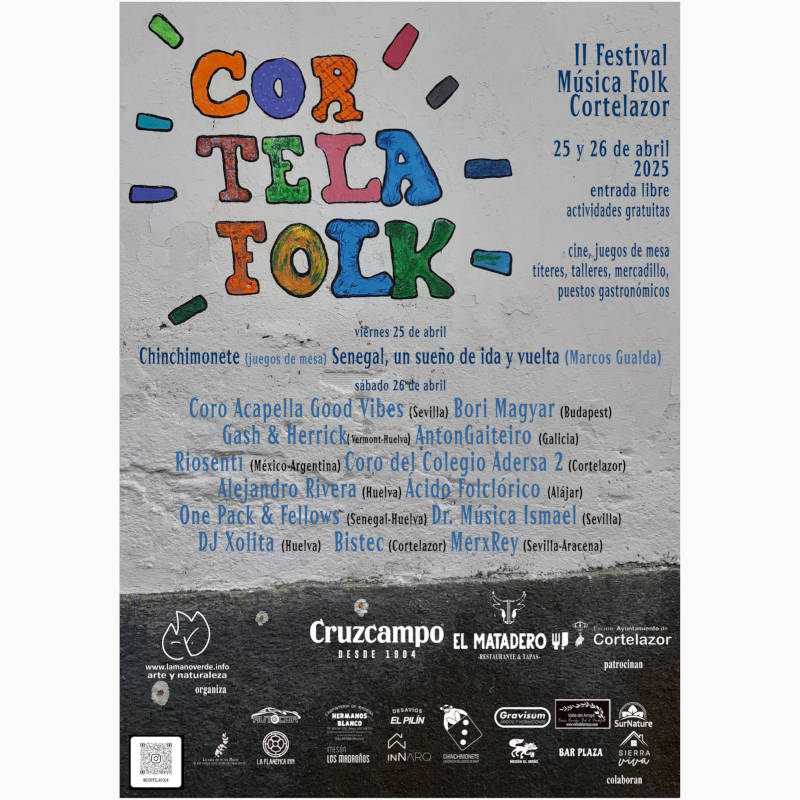 COR
TELA
FOLK
II Festival
Música Folk
Cortelazor
25 y 26 de abril
2025
entrada libre
actividades gratuitas
cine, juegos de mesa
títeres, talleres, mercadillo,
puestos gastronómicos
viernes 25 de abril
Chinchimonete (juegos de mesa) Senegal, un sueño de ida y vuelta (Marcos Gualda)
sábado 26 de abril
Coro Acapella Good Vibes (Sevilla) Bori Magyar (Budapest)
Gash & Herrick (Vermont-Huelva) AntonGaiteiro (Galicia)
Riosenti (México-Argentina) Coro del Colegio Adersa 2 (Cortelazor)
Alejandro Rivera (Huelva) Ácido Folclórico (Alájar)
One Pack & Fellows (Senegal-Huelva) Dr. Música Ismael (Sevilla)
DJ Xolita (Huelva) Bistec (Cortelazor) MerxRey (Sevilla-Aracena)
www.lamanoverde.info
arte y naturaleza
organiza
Cruzcampo
DESDE 1904
EL MATADERO
-RESTAURANTE & TAPAS-
Excmo. Ayuntamiento de
Cortelazor
patrocinan
AUTOCOR
LA FLAMENCA INN
HERMANOS
BLANCO
MESÓN
LOS MADROÑOS
DESAVÍOS
EL PILÍN
INNARQ
CHINCHIMONETE
Gravisum
BAR PLAZA
SurNature
SIERRA
viva
colaboran
@CORTELAFOLK